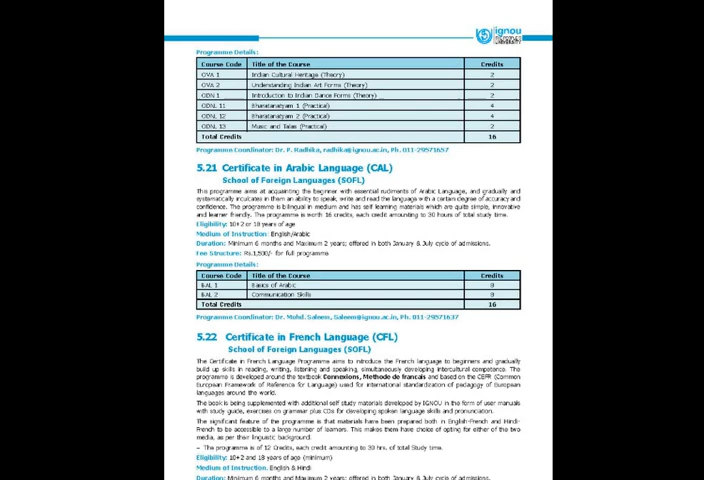 ignou
Programme Details:
Course Code Title of the Course Credits
OVA 1 Indian Cultural Heritage (Theory) 2
OVA 2 Understanding Indian Art Forms (Theory) 2
ODN 1 Introduction to Indian Dance Forms (Theory) 2
ODNL 11 Bharatanatyam 1 (Practical) 4
ODNL 12 Bharatanatyam 2 (Practical) 4
ODNL 13 Music and Talas (Practical) 2
Total Credits 16
Programme Coordinator: Dr. P. Radhika, radhika@ignou.ac.in, Ph. 011-29571657
5.21 Certificate in Arabic Language (CAL)
School of Foreign Languages (SOFL)
This programme aims at acquainting the beginner with essential rudiments of Arabic Language, and gradually and
systematically inculcates in them an ability to speak, write and read the language with a certain degree of accuracy and
confidence. The programme is bilingual in medium and has self learning materials which are quite simple, innovative
and learner friendly. The programme is worth 16 credits, each credit amounting to 30 hours of total study time.
Eligibility: 10+2 or 18 years of age
Medium of Instruction: English/Arabic
Duration: Minimum 6 months and Maximum 2 years; offered in both January & July cycle of admissions.
Fee Structure: Rs.1,500/- for full programme
Programme Details:
Course Code Title of the Course Credits
BAL 1 Basics of Arabic 8
BAL 2 Communication Skills 8
Total Credits 16
Programme Coordinator: Dr. Mohd. Saleem, Saleem@ignou.ac.in, Ph. 011-29571637
5.22 Certificate in French Language (CFL)
School of Foreign Languages (SOFL)
The Certificate in French Language Programme aims to introduce the French language to beginners and gradually
build up skills in reading, writing, listening and speaking, simultaneously developing intercultural competence. The
programme is developed around the textbook Connexions, Methode de francais and based on the CEFR (Common
European Framework of Reference for Language) used for international standardization of pedagogy of European
languages around the world.
The book is being supplemented with additional self study materials developed by IGNOU in the form of user manuals
with study guide, exercises on grammar plus CDs for developing spoken language skills and pronunciation.
The significant feature of the programme is that materials have been prepared both in English-French and Hindi-
French to be accessible to a large number of learners. This makes them have choice of opting for either of the two
media, as per their linguistic background.
– The programme is of 12 Credits, each credit amounting to 30 hrs. of total Study time.
Eligibility: 10+2 and 18 years of age (minimum)
Medium of Instruction. English & Hindi
Duration: Minimum 6 months and Maximum 2 years; offered in both January & July cycle of admissions.